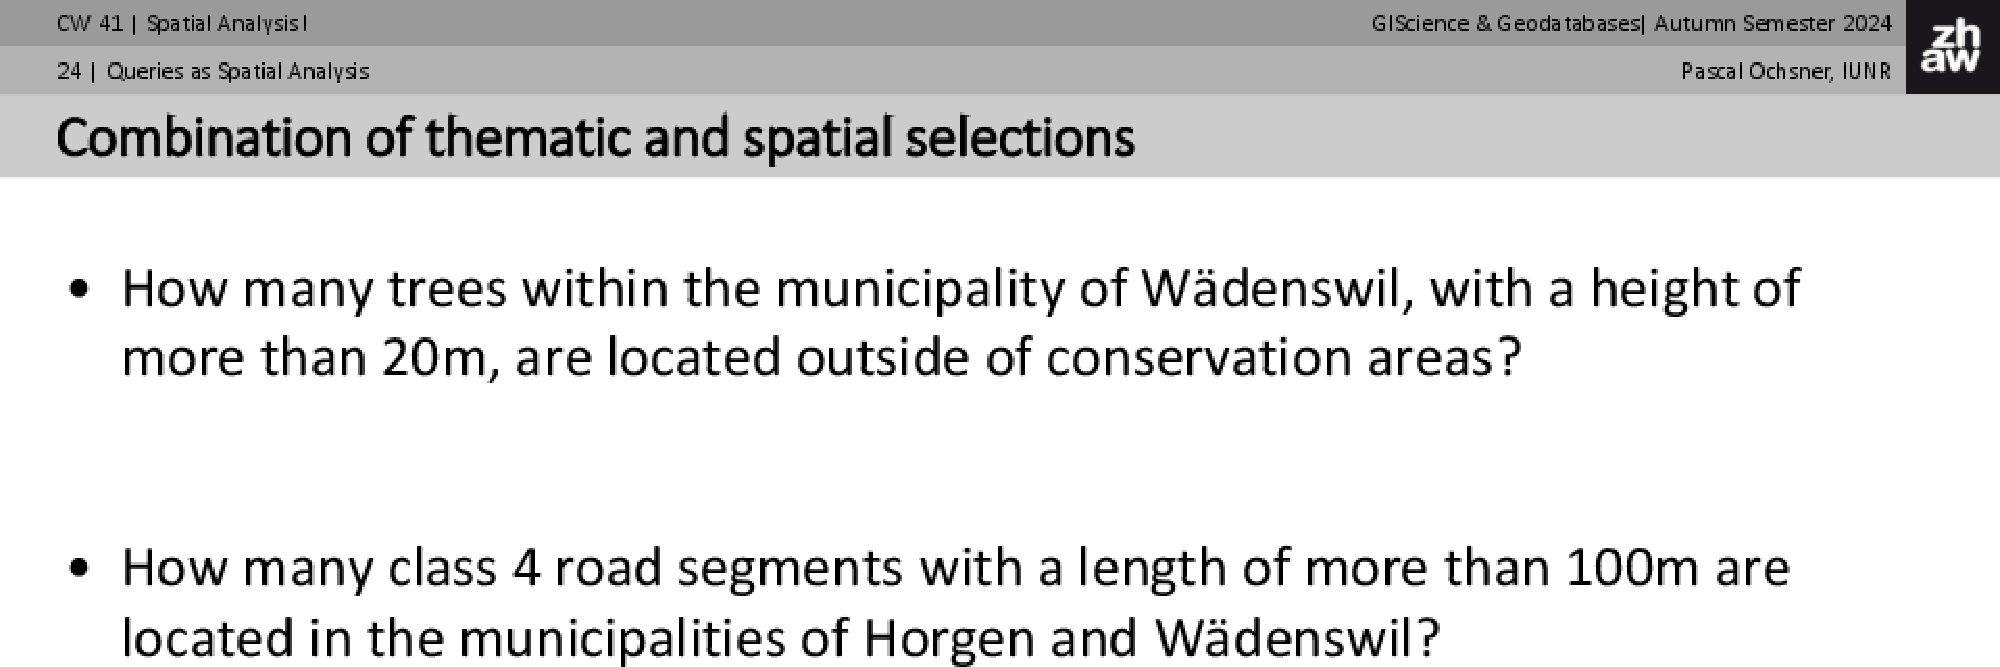 CW 41 | Spatial Analysis I
GIScience & Geodatabases| Autumn Semester 2024
zh
aw
24 | Queries as Spatial Analysis
Pascal Ochsner, IUNR
Combination of thematic and spatial selections
• How many trees within the municipality of Wädenswil, with a height of
more than 20m, are located outside of conservation areas?
• How many class 4 road segments with a length of more than 100m are
located in the municipalities of Horgen and Wädenswil?